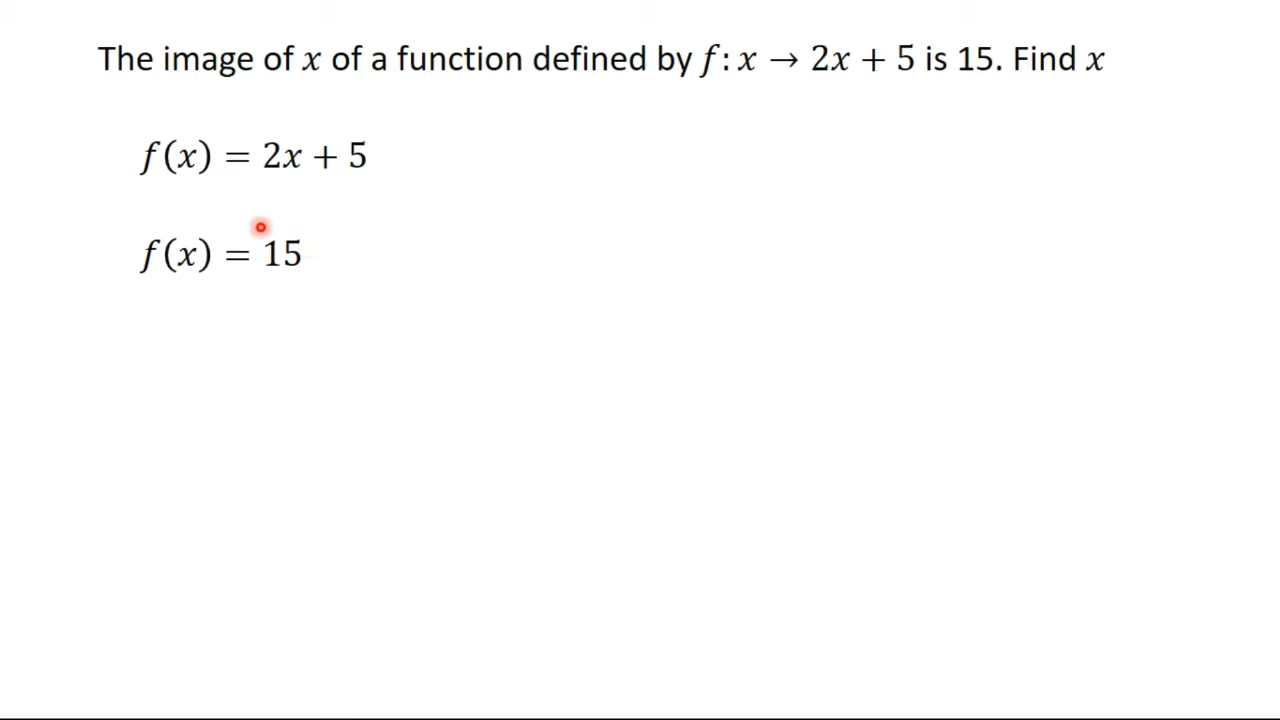 The image of x of a function defined by f: x → 2x + 5 is 15. Find x
f(x) = 2x + 5
f(x) = 15